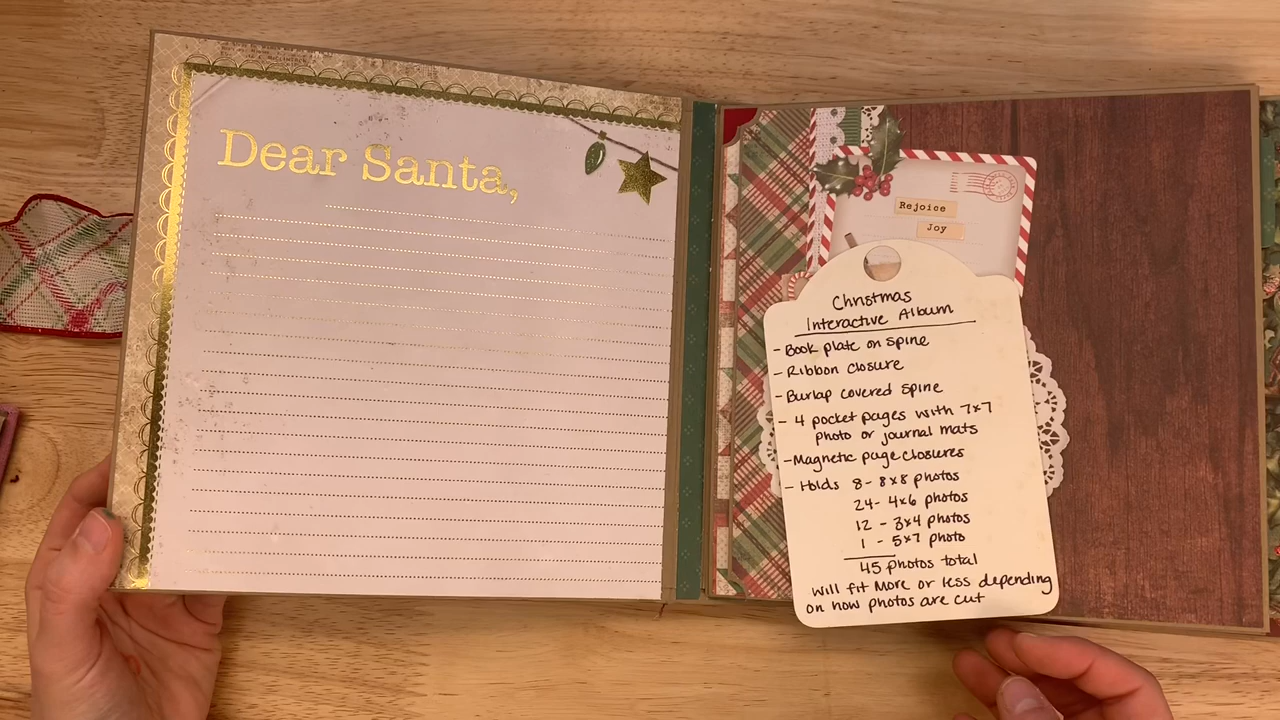 Dear Santa,
Rejoice
Joy
Christmas
Interactive Album
- Book plate on spine
- Ribbon closure
- Burlap covered spine
- 4 pocket pages with 7x7
photo or journal mats
- Magnetic page closures
- Holds 8 - 8x8 photos
24 - 4x6 photos
12 - 3x4 photos
1 - 5x7 photo
45 photos total
will fit more or less depending
on how photos are cut